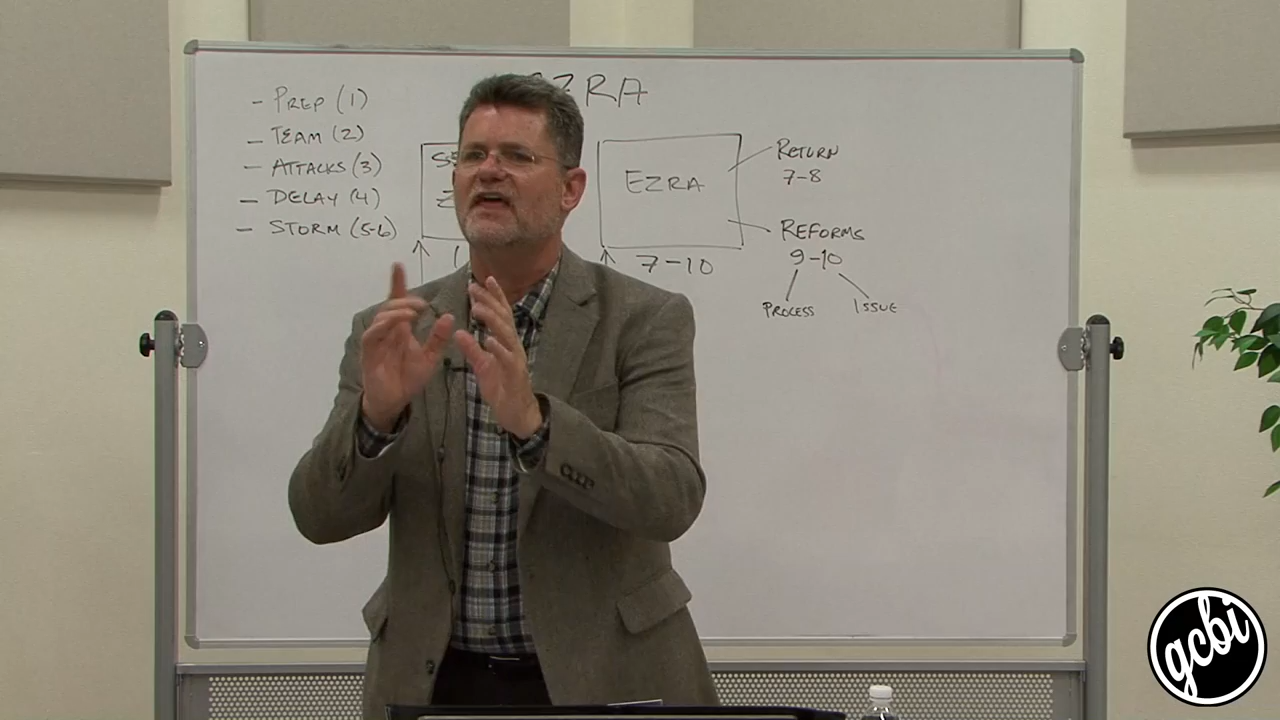 EZRA
- PREP (1)
- TEAM (2)
- ATTACKS (3)
- DELAY (4)
- STORM (5-6)
EZRA
7-10
RETURN
7-8
REFORMS
9-10
PROCESS
ISSUE
gcbi